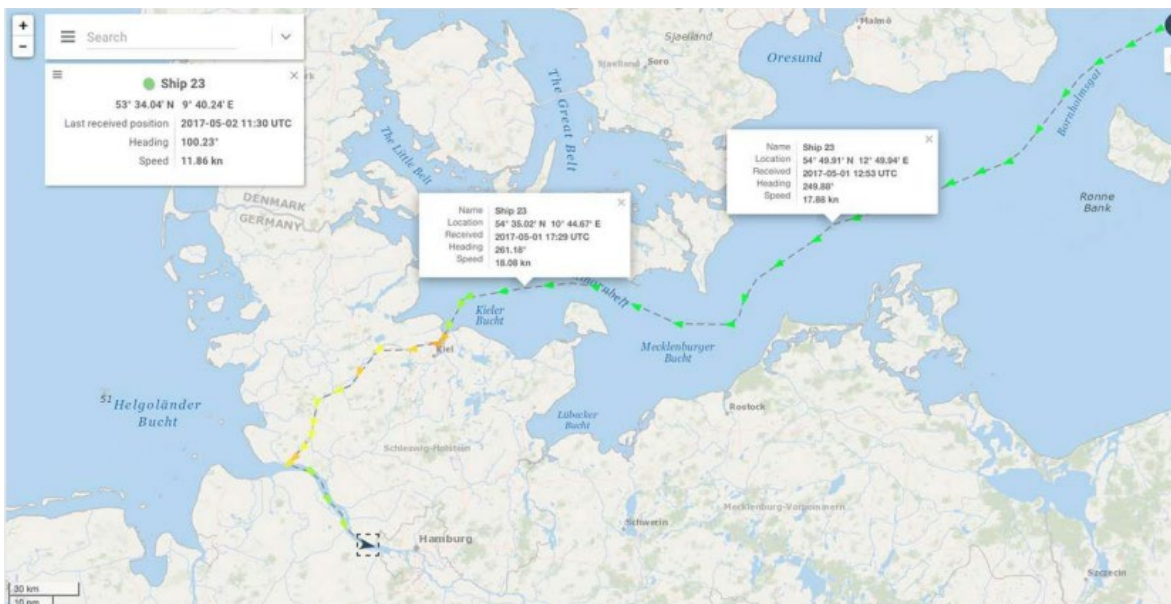 +
−
Search
Ship 23
53° 34.04' N 9° 40.24' E
Last received position 2017-05-02 11:30 UTC
Heading 100.23°
Speed 11.86 kn
DENMARK
GERMANY
The Little Belt
The Great Belt
Sjaelland
Sjaelland
Soro
Oresund
Malmö
Bornholmsgat
Rønne
Bank
Name Ship 23
Location 54° 49.91' N 12° 49.94' E
Received 2017-05-01 12:53 UTC
Heading 249.88°
Speed 17.86 kn
Name Ship 23
Location 54° 35.02' N 10° 44.67' E
Received 2017-05-01 17:29 UTC
Heading 261.18°
Speed 18.08 kn
Kieler
Bucht
Kiel
Mecklenburger
Bucht
51
Helgoländer
Bucht
Lübecker
Bucht
Rostock
Schleswig-Holstein
Schwerin
Mecklenburg-Vorpommern
Hamburg
Szczecin
30 km
10 nm